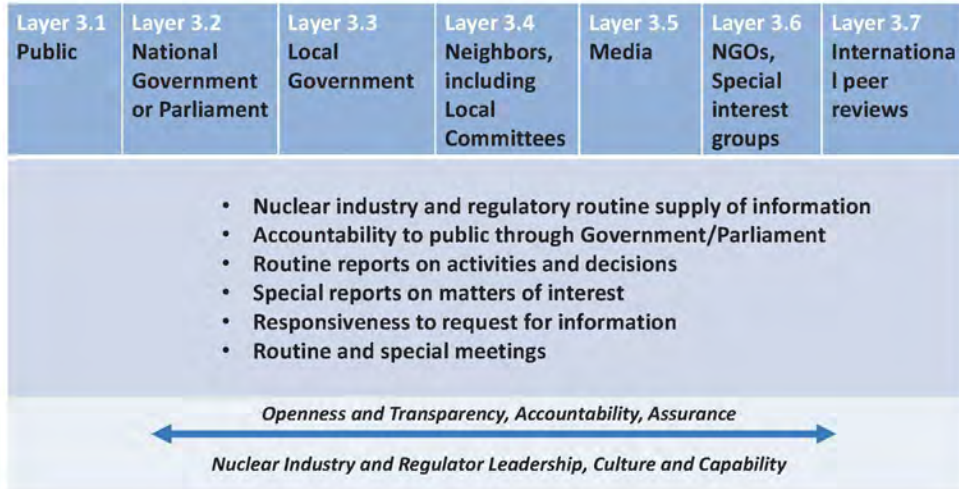 Layer 3.1
Public
Layer 3.2
National
Government
or Parliament
Layer 3.3
Local
Government
Layer 3.4
Neighbors,
including
Local
Committees
Layer 3.5
Media
Layer 3.6
NGOs,
Special
interest
groups
Layer 3.7
Internationa
l peer
reviews
• Nuclear industry and regulatory routine supply of information
• Accountability to public through Government/Parliament
• Routine reports on activities and decisions
• Special reports on matters of interest
• Responsiveness to request for information
• Routine and special meetings
Openness and Transparency, Accountability, Assurance
Nuclear Industry and Regulator Leadership, Culture and Capability